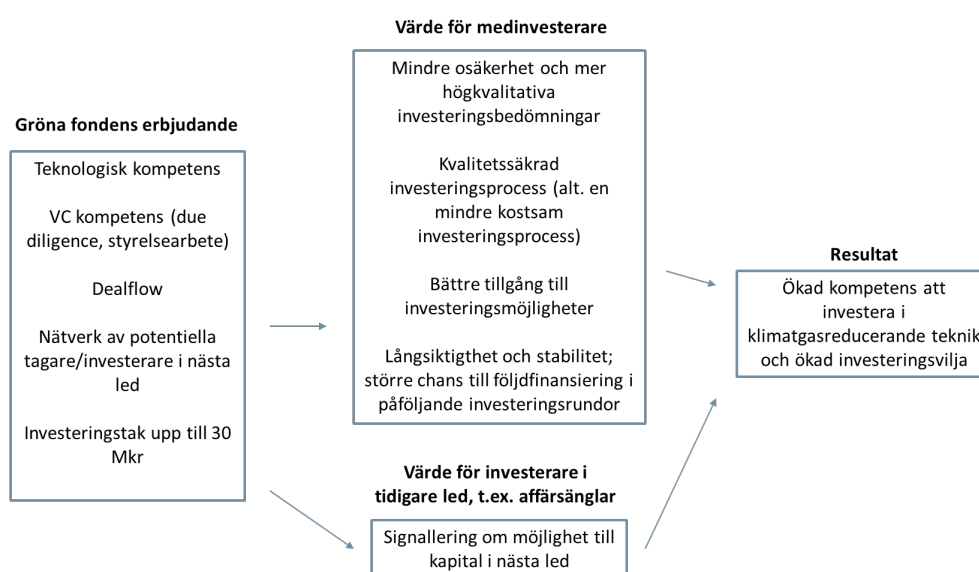 Gröna fondens erbjudande
Teknologisk kompetens
VC kompetens (due
diligence, styrelsearbete)
Dealflow
Nätverk av potentiella
tagare/investerare i nästa
led
Investeringstak upp till 30
Mkr
Värde för medinvesterare
Mindre osäkerhet och mer
högkvalitativa
investeringsbedömningar
Kvalitetssäkrad
investeringsprocess (alt. en
mindre kostsam
investeringsprocess)
Bättre tillgång till
investeringsmöjligheter
Långsiktigthet och stabilitet;
större chans till följdfinansiering i
påföljande investeringsrundor
Värde för investerare i
tidigare led, t.ex. affärsänglar
Signallering om möjlighet till
kapital i nästa led
Resultat
Ökad kompetens att
investera i
klimatgasreducerande teknik
och ökad investeringsvilja